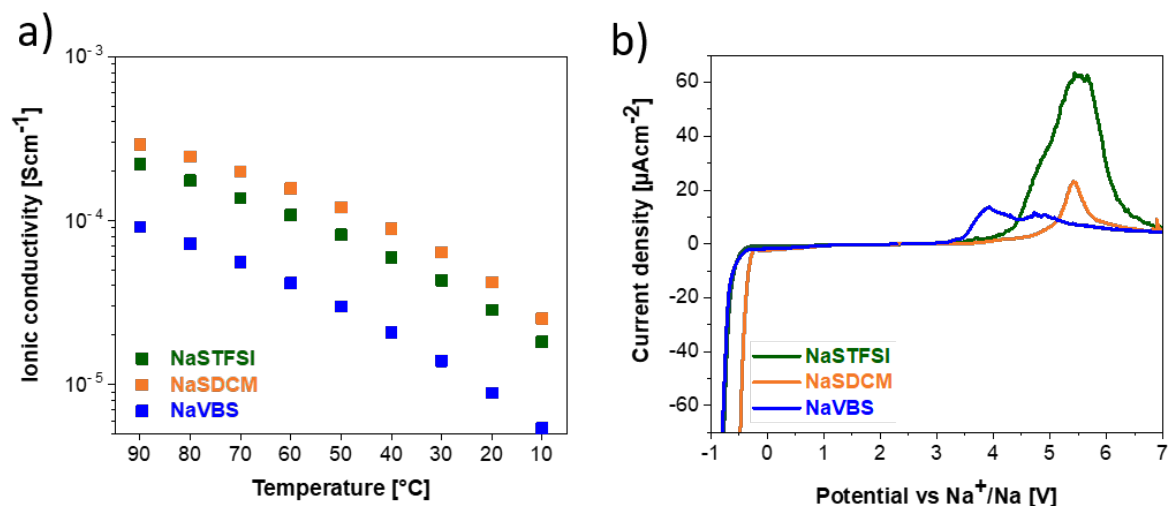 a)
Ionic conductivity [Scm⁻¹]
10⁻³
10⁻⁴
10⁻⁵
NaSTFSI
NaSDCM
NaVBS
90 80 70 60 50 40 30 20 10
Temperature [°C]
b)
Current density [µAcm⁻²]
60
40
20
0
-20
-40
-60
NaSTFSI
NaSDCM
NaVBS
-1 0 1 2 3 4 5 6 7
Potential vs Na⁺/Na [V]